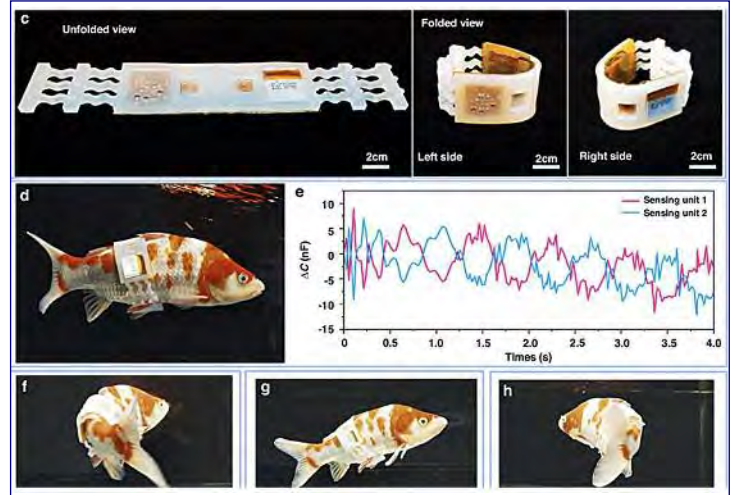 c
Unfolded view
2cm
Folded view
Left side
2cm
Right side
2cm
d
e
Sensing unit 1
Sensing unit 2
ΔC (nF)
10
5
0
-5
-10
-15
0
0.5
1.0
1.5
2.0
2.5
3.0
3.5
4.0
Times (s)
f
g
h